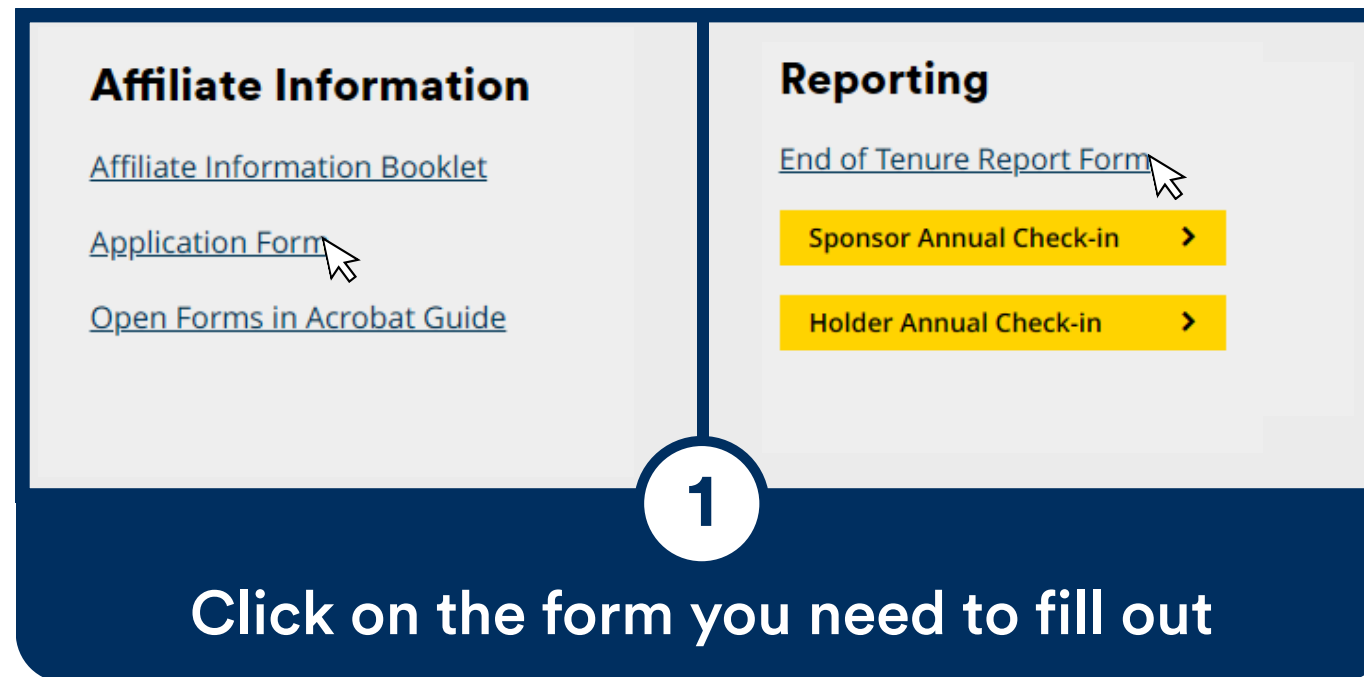 Affiliate Information
Affiliate Information Booklet
Application Form
Open Forms in Acrobat Guide
Reporting
End of Tenure Report Form
Sponsor Annual Check-in
Holder Annual Check-in
1
Click on the form you need to fill out